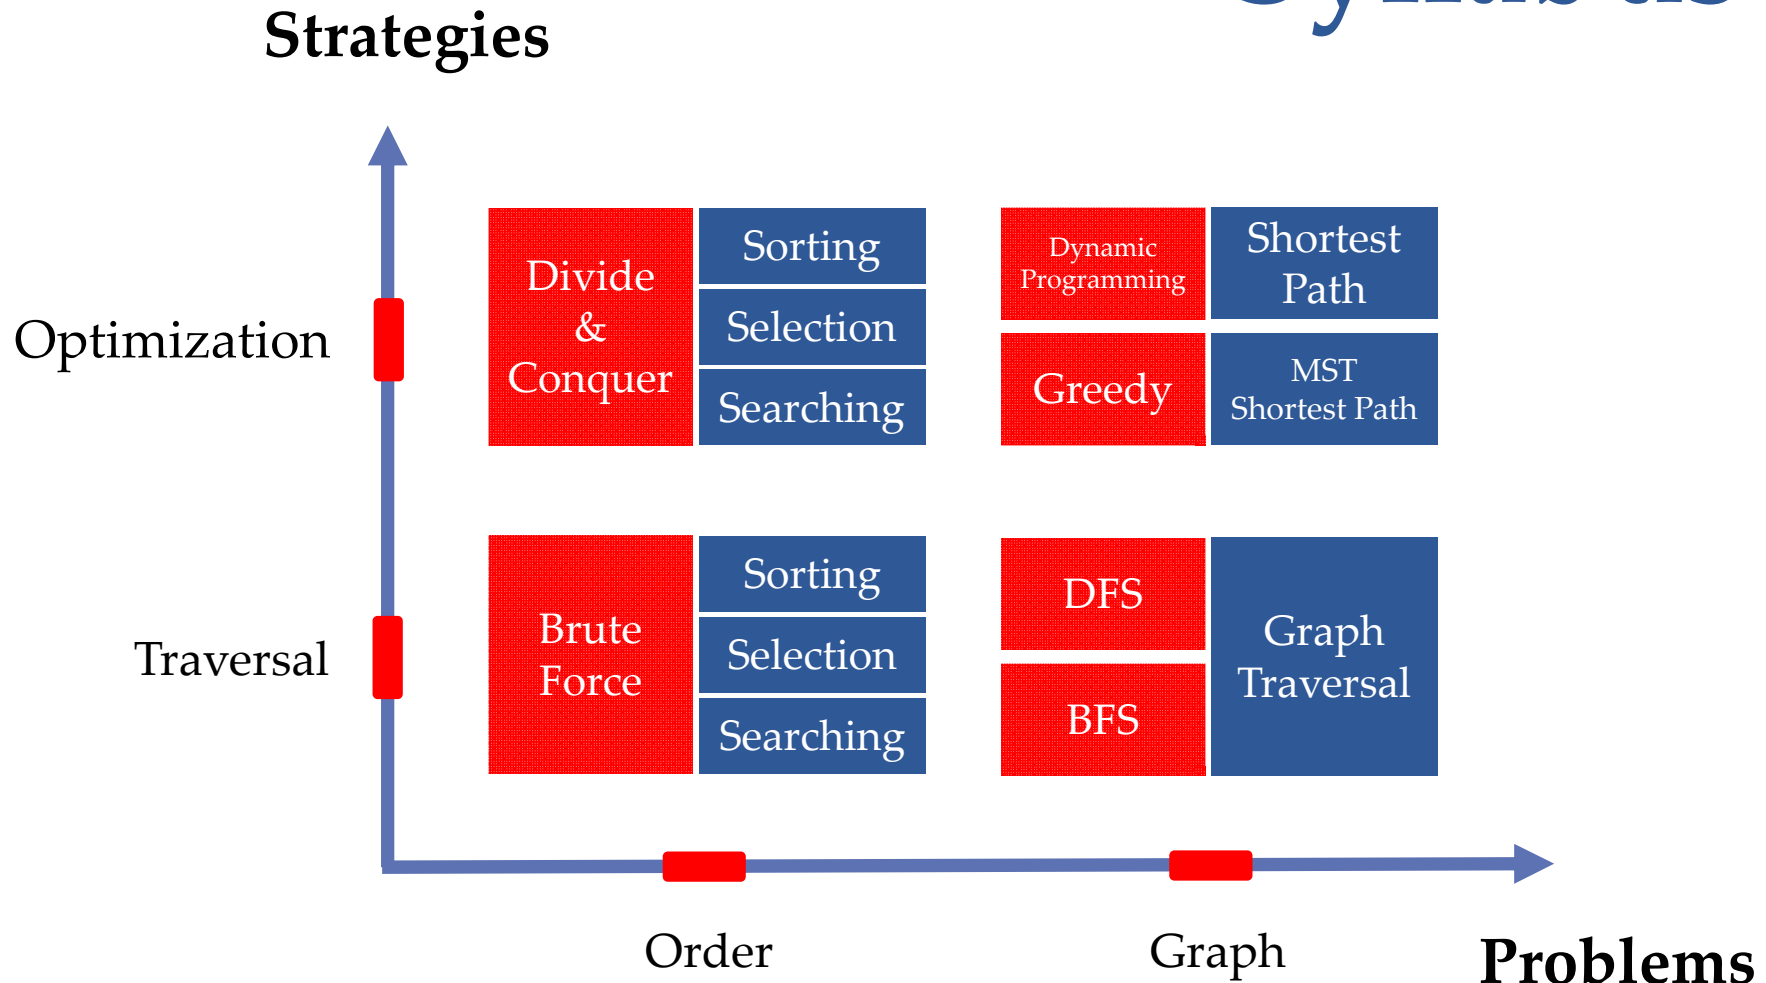 Syllabus
Strategies
Optimization
Traversal
Divide
&
Conquer
Sorting
Selection
Searching
Dynamic
Programming
Shortest
Path
Greedy
MST
Shortest Path
Brute
Force
Sorting
Selection
Searching
DFS
BFS
Graph
Traversal
Order
Graph
Problems